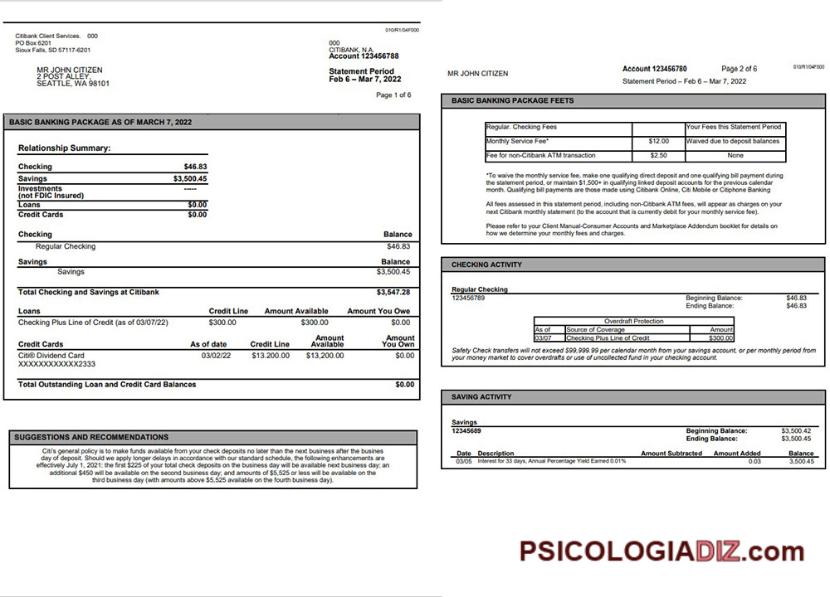 010/R1/04F000
Citibank Client Services. 000
PO Box 6201
Sioux Falls, SD 57117-6201
000
CITIBANK, N.A.
Account 123456788
MR JOHN CITIZEN
2 POST ALLEY,
SEATTLE, WA 98101
Statement Period
Feb 6 – Mar 7, 2022
Page 1 of 6
BASIC BANKING PACKAGE AS OF MARCH 7, 2022
Relationship Summary:
Checking $46.83
Savings $3,500.45
Investments -----
(not FDIC Insured)
Loans $0.00
Credit Cards $0.00
Checking Balance
Regular Checking $46.83
Savings Balance
Savings $3,500.45
Total Checking and Savings at Citibank $3,547.28
Loans Credit Line Amount Available Amount You Owe
Checking Plus Line of Credit (as of 03/07/22) $300.00 $300.00 $0.00
Credit Cards As of date Credit Line Amount Available Amount You Own
Citi® Dividend Card 03/02/22 $13.200.00 $13,200.00 $0.00
XXXXXXXXXXXX2333
Total Outstanding Loan and Credit Card Balances $0.00
SUGGESTIONS AND RECOMMENDATIONS
Citi's general policy is to make funds available from your check deposits no later than the next business after the busines
day of deposit. Should we apply longer delays in accordance with our standard schedule, the following enhancements are
effectively July 1, 2021; the first $225 of your total check deposits on the business day will be available next business day; an
additional $450 will be available on the second business day; and amounts of $5,525 or less will be available on the
third business day (with amounts above $5,525 available on the fourth business day).
MR JOHN CITIZEN
Account 123456780 Page 2 of 6
010/R1/04F000
Statement Period – Feb 6 – Mar 7, 2022
BASIC BANKING PACKAGE FEETS
Regular. Checking Fees Your Fees this Statement Period
Monthly Service Fee* $12.00 Waived due to deposit balances
Fee for non-Citibank ATM transaction $2.50 None
*To waive the monthly service fee, make one qualifying direct deposit and one qualifying bill payment during
the statement period, or maintain $1,500+ in qualifying linked deposit accounts for the previous calendar
month. Qualifying bill payments are those made using Citibank Online, Citi Mobile or Citiphone Banking
All fees assessed in this statement period, including non-Citibank ATM fees, will appear as charges on your
next Citibank monthly statement (to the account that is currently debit for your monthly service fee).
Please refer to your Client Manual-Consumer Accounts and Marketplace Addendum booklet for details on
how we determine your monthly fees and charges.
CHECKING ACTIVITY
Regular Checking
123456789 Beginning Balance: $46.83
Ending Balance: $46.83
Overdraft Protection
As of Source of Coverage Amount
03/07 Checking Plus Line of Credit $300.00
Safety Check transfers will not exceed $99,999.99 per calendar month from your savings account, or per monthly period from
your money market to cover overdrafts or use of uncollected fund in your checking account.
SAVING ACTIVITY
Savings
12345689 Beginning Balance: $3,500.42
Ending Balance: $3,500.45
Date Description Amount Subtracted Amount Added Balance
03/05 Interest for 33 days, Annual Percentage Yield Earned 0.01% 0.03 3,500.45
PSICOLOGIADIZ.com